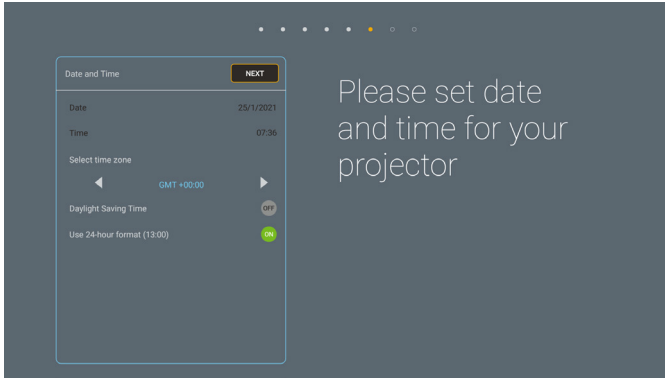 Date and Time
NEXT
Date
25/1/2021
Time
07:36
Select time zone
GMT +00:00
Daylight Saving Time
OFF
Use 24-hour format (13:00)
ON
Please set date
and time for your
projector